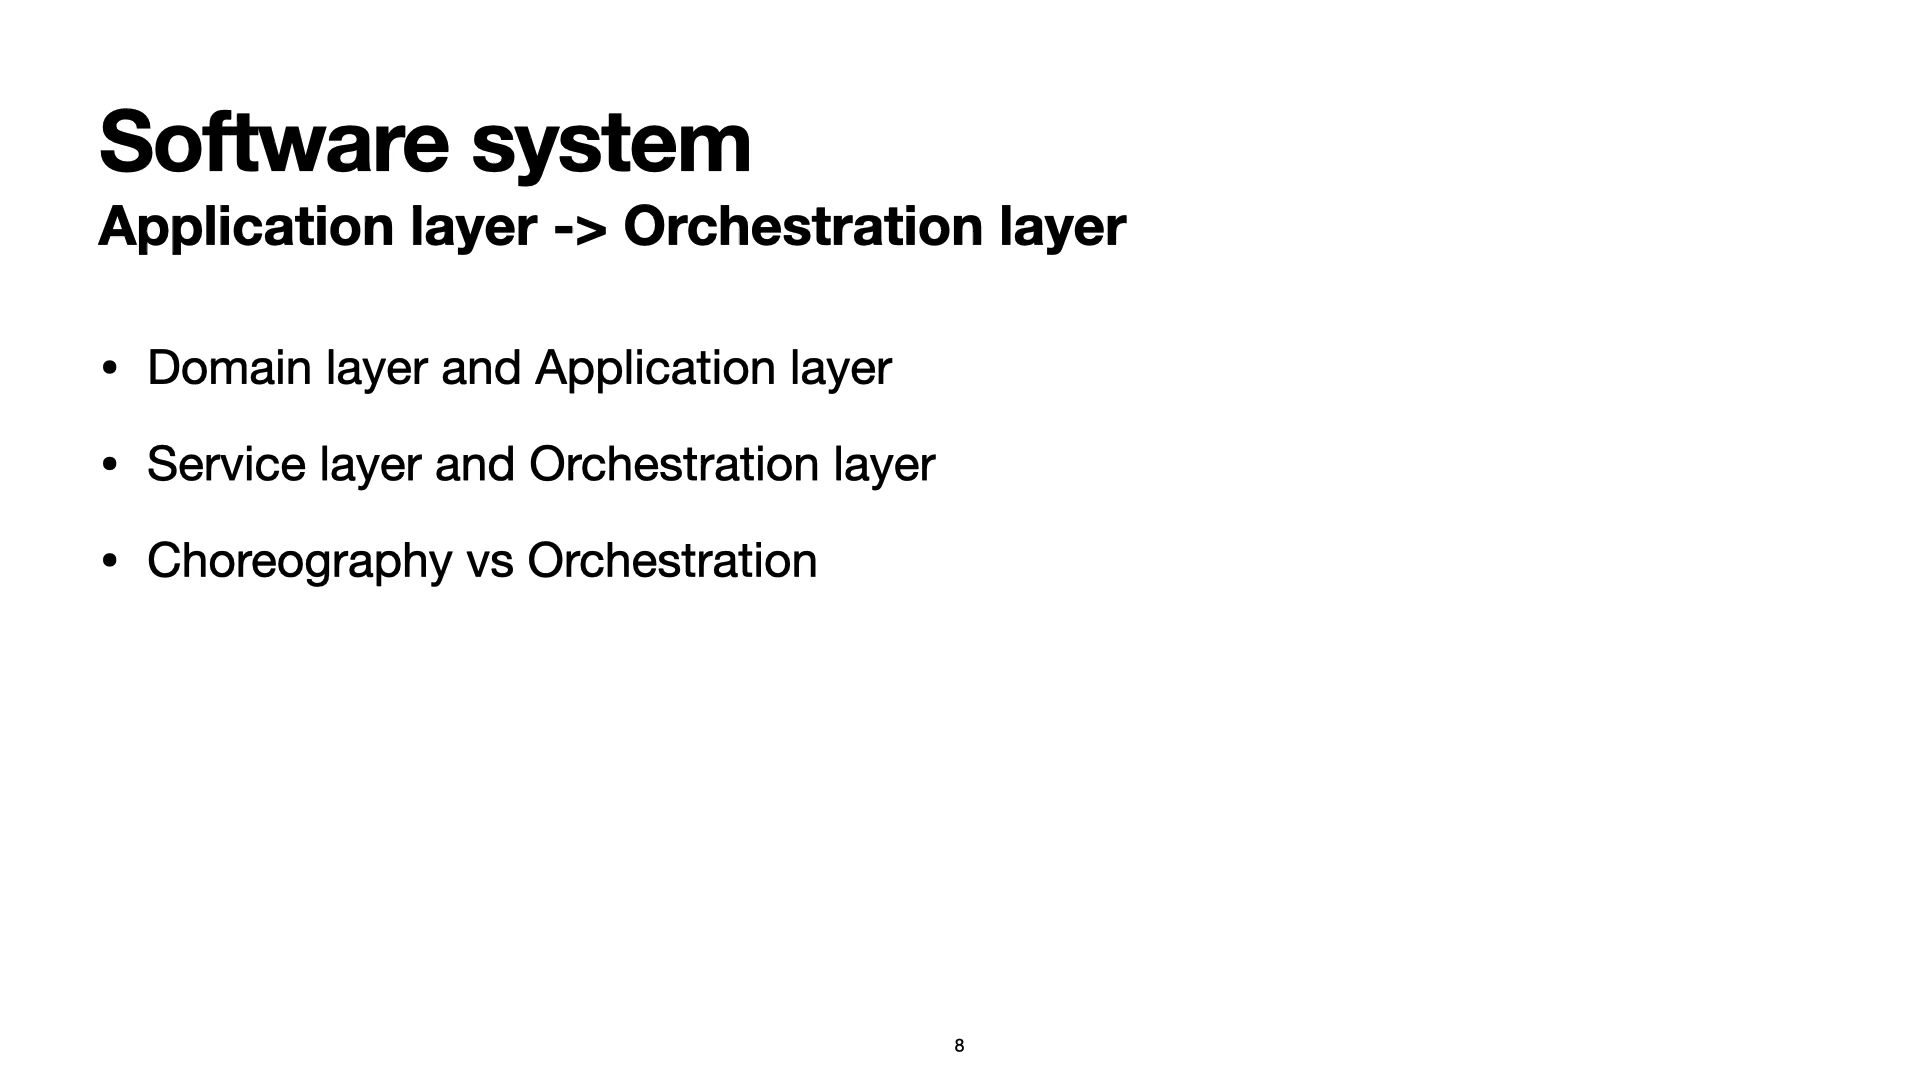 Software system
Application layer -> Orchestration layer
• Domain layer and Application layer
• Service layer and Orchestration layer
• Choreography vs Orchestration
8